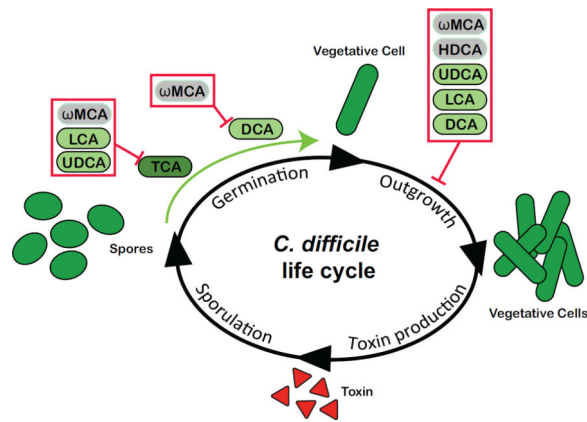 ωMCA
HDCA
UDCA
LCA
DCA
Vegetative Cell
ωMCA
DCA
ωMCA
LCA
UDCA
TCA
Germination
Outgrowth
Spores
C. difficile
life cycle
Vegetative Cells
Sporulation
Toxin production
Toxin